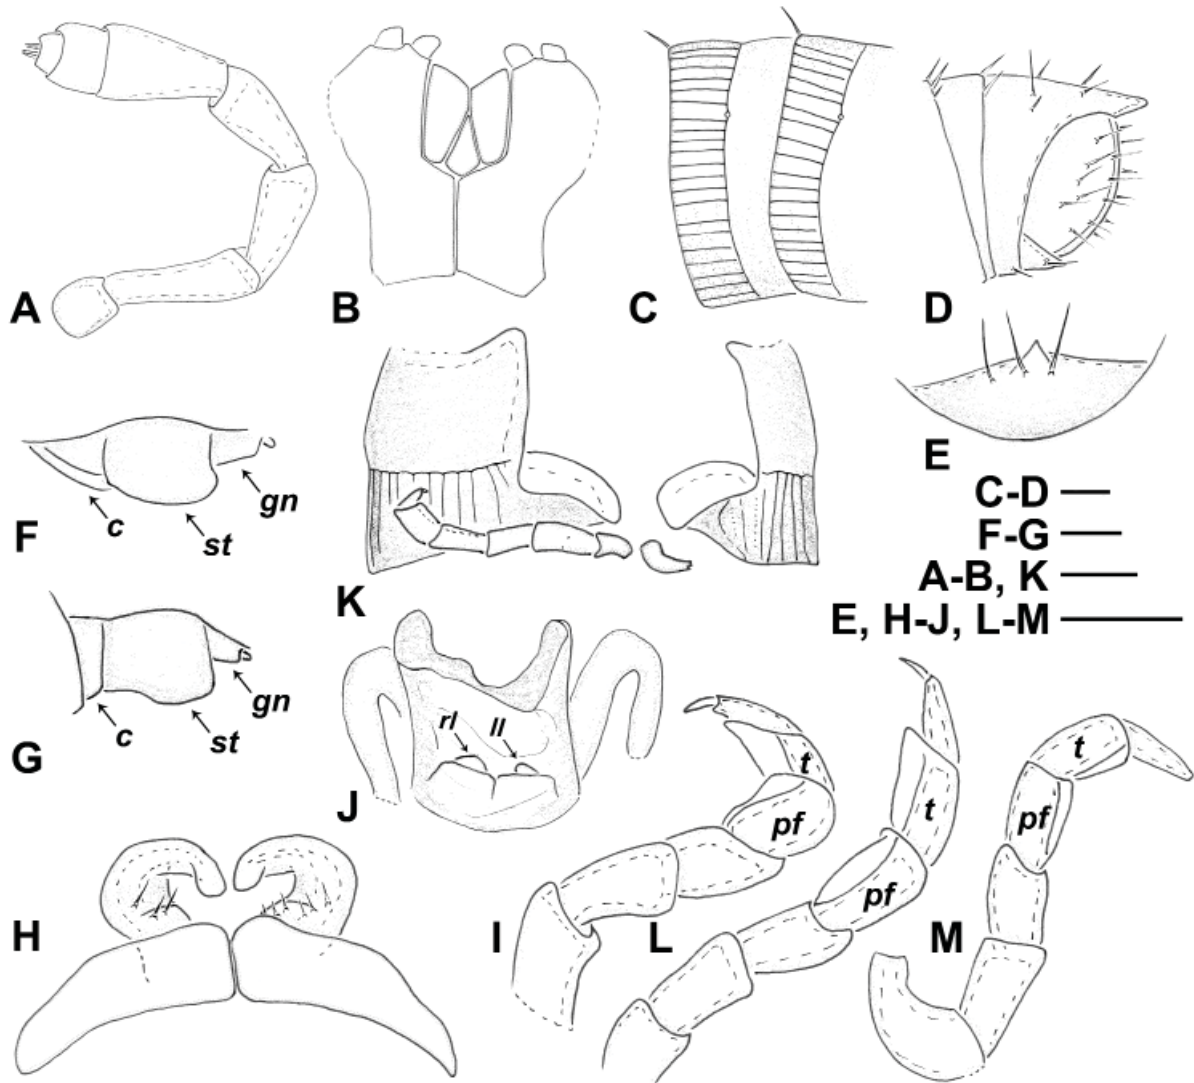 A
B
C
D
E
C-D
F-G
A-B, K
E, H-J, L-M
F
c
st
gn
K
G
c
st
gn
J
rl
ll
H
I
pf
t
L
pf
t
M
pf
t